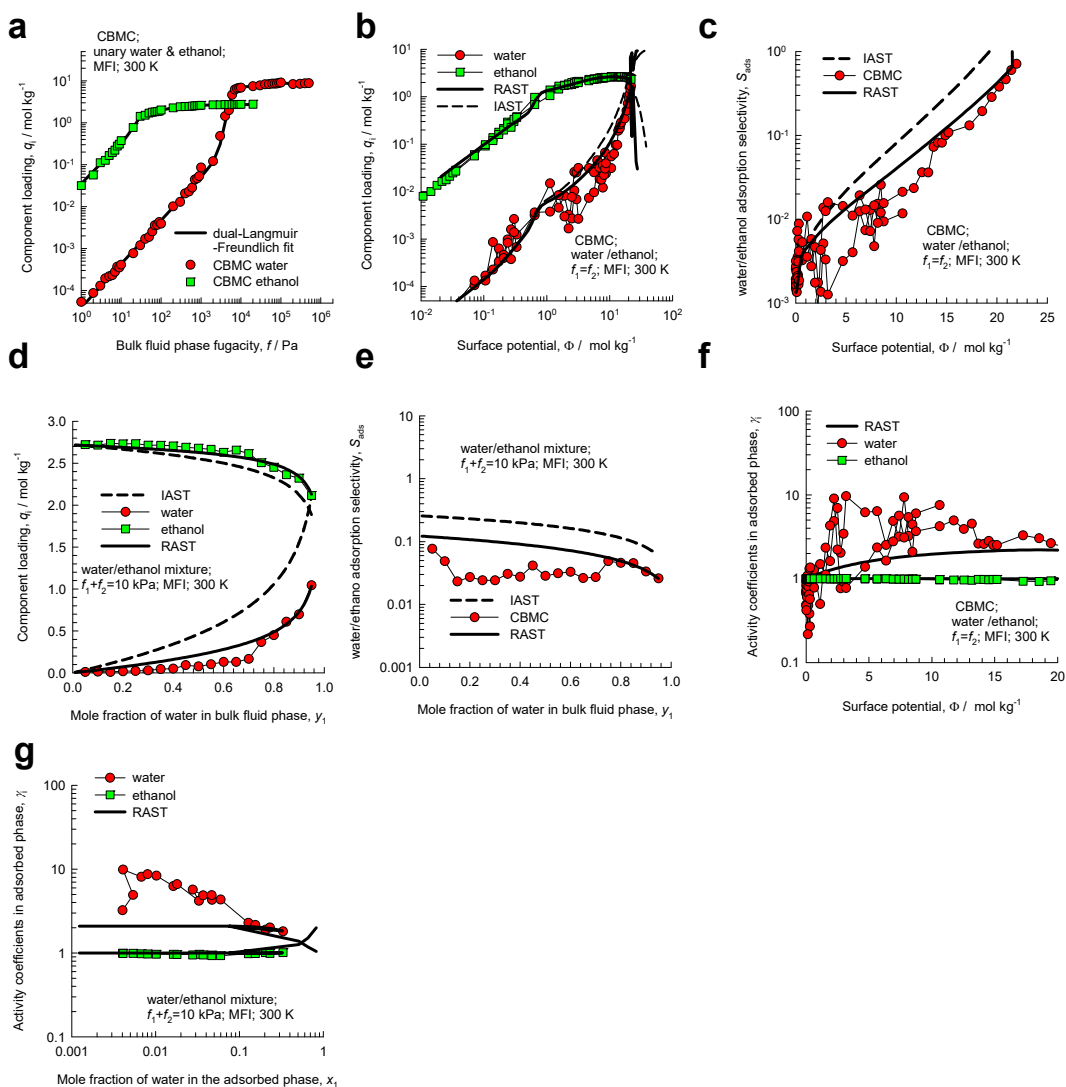 a
CBMC;
unary water & ethanol;
MFI; 300 K
10²
10¹
10⁰
10⁻¹
10⁻²
10⁻³
10⁻⁴
Component loading, qᵢ / mol kg⁻¹
dual-Langmuir
-Freundlich fit
CBMC water
CBMC ethanol
10⁰ 10¹ 10² 10³ 10⁴ 10⁵ 10⁶
Bulk fluid phase fugacity, f / Pa
b
water
ethanol
RAST
IAST
10¹
10⁰
10⁻¹
10⁻²
10⁻³
10⁻⁴
Component loading, qᵢ / mol kg⁻¹
CBMC;
water /ethanol;
f₁=f₂; MFI; 300 K
10⁻² 10⁻¹ 10⁰ 10¹ 10²
Surface potential, Φ / mol kg⁻¹
c
IAST
CBMC
RAST
10⁰
10⁻¹
10⁻²
10⁻³
water/ethanol adsorption selectivity, Sads
CBMC;
water /ethanol;
f₁=f₂; MFI; 300 K
0 5 10 15 20 25
Surface potential, Φ / mol kg⁻¹
d
3.0
2.5
2.0
1.5
1.0
0.5
0.0
Component loading, qᵢ / mol kg⁻¹
IAST
water
ethanol
RAST
water/ethanol mixture;
f₁+f₂=10 kPa; MFI; 300 K
0.0 0.2 0.4 0.6 0.8 1.0
Mole fraction of water in bulk fluid phase, y₁
e
10
1
0.1
0.01
0.001
water/ethano adsorption selectivity, Sads
water/ethanol mixture;
f₁+f₂=10 kPa; MFI; 300 K
IAST
CBMC
RAST
0.0 0.2 0.4 0.6 0.8 1.0
Mole fraction of water in bulk fluid phase, y₁
f
100
10
1
0.1
Activity coefficients in adsorbed phase, γᵢ
RAST
water
ethanol
CBMC;
water /ethanol;
f₁=f₂; MFI; 300 K
0 5 10 15 20
Surface potential, Φ / mol kg⁻¹
g
water
ethanol
RAST
100
10
1
0.1
Activity coefficients in adsorbed phase, γᵢ
water/ethanol mixture;
f₁+f₂=10 kPa; MFI; 300 K
0.001 0.01 0.1 1
Mole fraction of water in the adsorbed phase, x₁